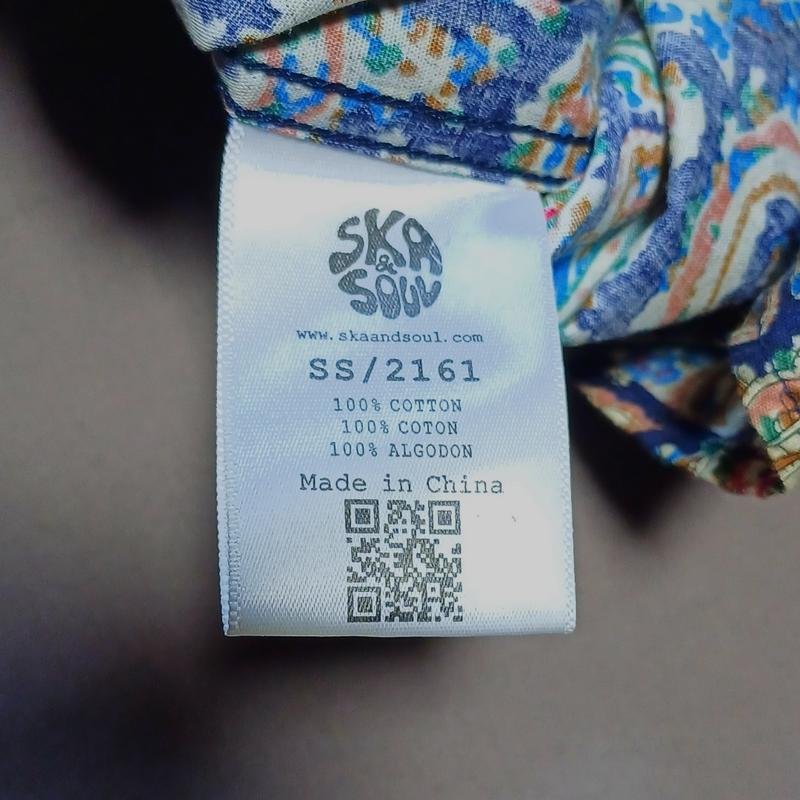 SKA
&
SOUL
www.skaandsoul.com
SS/2161
100% COTTON
100% COTON
100% ALGODON
Made in China